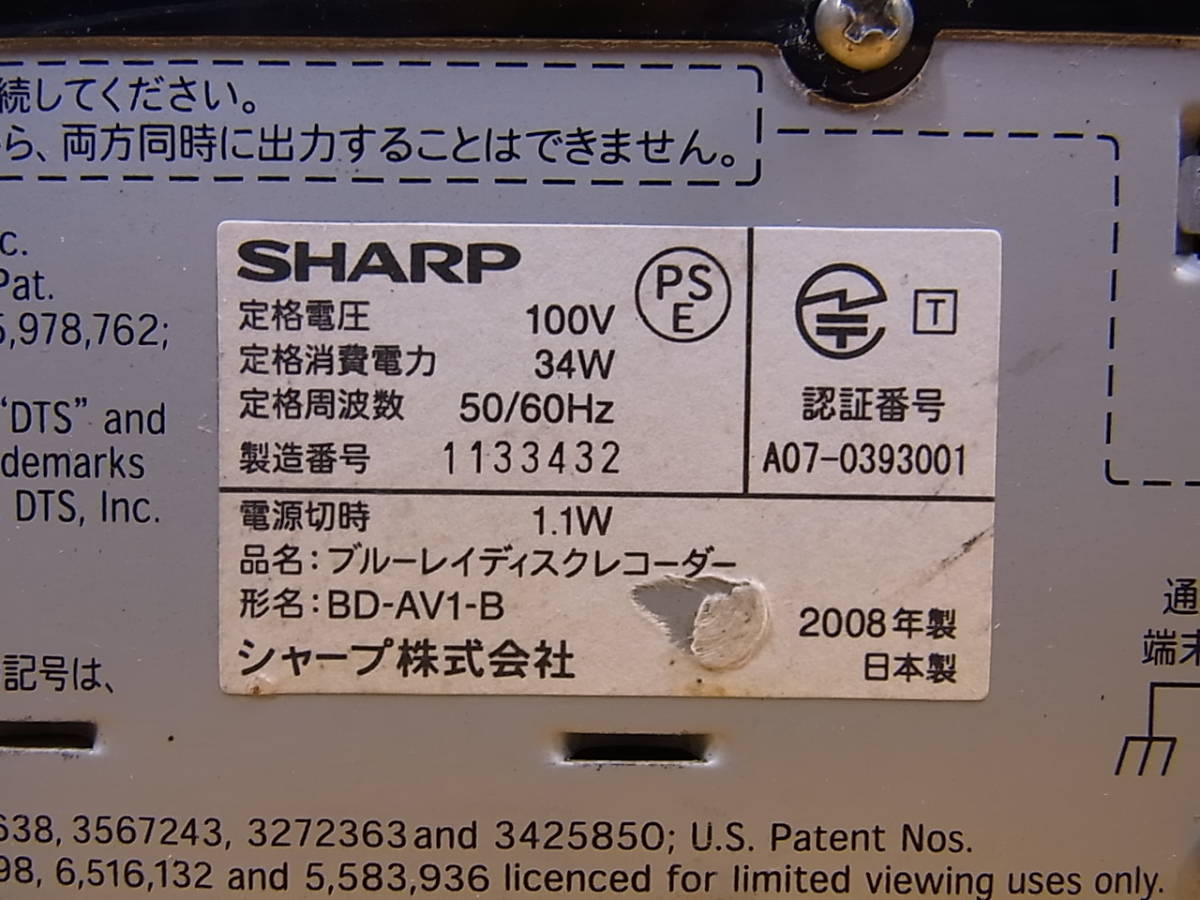 続してください。
ら、両方同時に出力することはできません。
c.
Pat.
5,978,762;
“DTS” and
demarks
DTS, Inc.
記号は、
SHARP
PS
E
定格電圧 100V
定格消費電力 34W
定格周波数 50/60Hz
製造番号 1133432
T
認証番号
A07-0393001
電源切時 1.1W
品名：ブルーレイディスクレコーダー
形名：BD-AV1-B
シャープ株式会社
2008年製
日本製
通
端末
638, 3567243, 3272363 and 3425850; U.S. Patent Nos.
98, 6,516,132 and 5,583,936 licenced for limited viewing uses only.